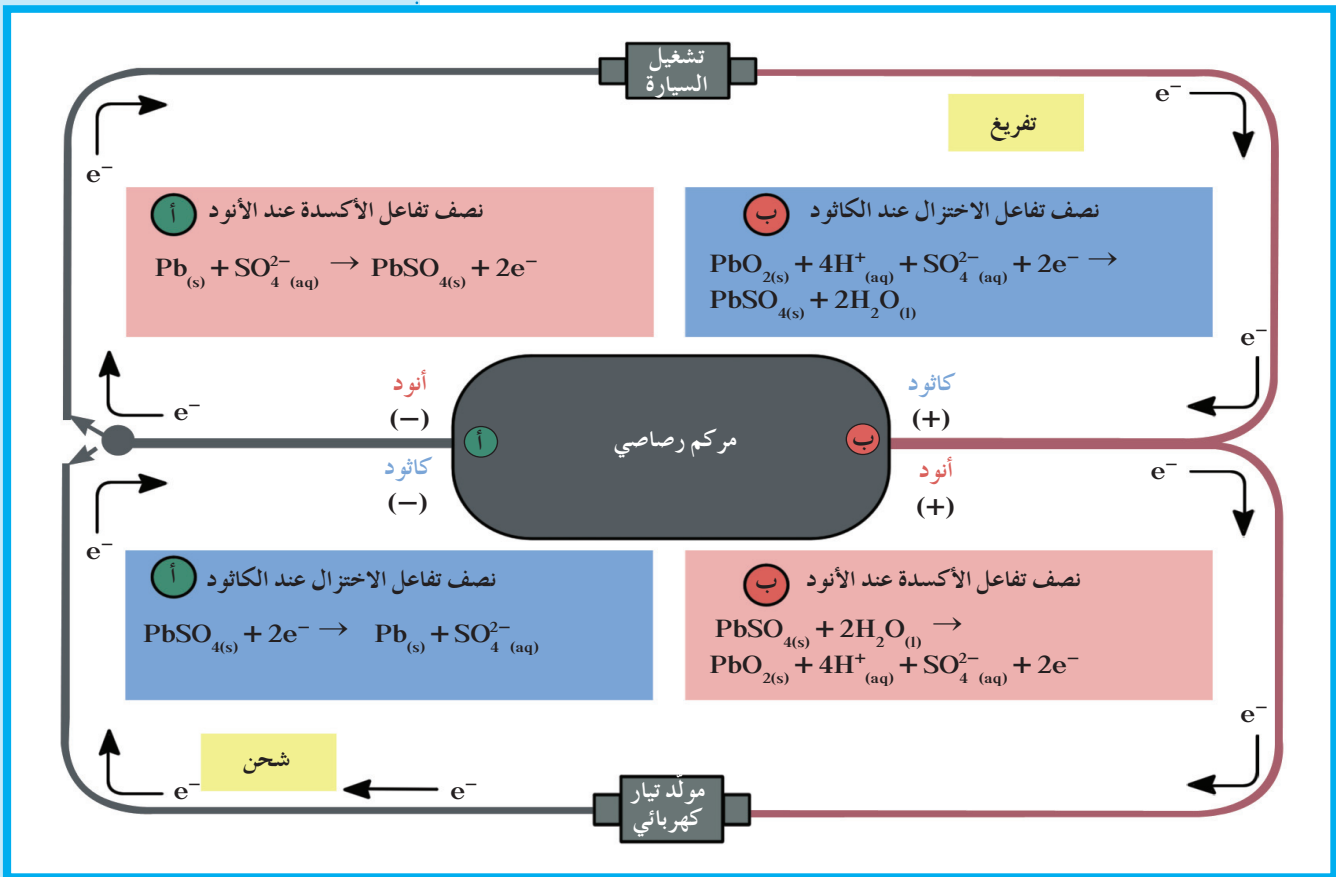 تشغيل
السيارة
e⁻
e⁻
تفريغ
نصف تفاعل الأكسدة عند الأنود أ
Pb(s) + SO₄²⁻(aq) → PbSO₄(s) + 2e⁻
نصف تفاعل الاختزال عند الكاثود ب
PbO₂(s) + 4H⁺(aq) + SO₄²⁻(aq) + 2e⁻ →
PbSO₄(s) + 2H₂O(l)
e⁻
e⁻
أنود
(−)
كاثود
(+)
أ
مركم رصاصي
ب
كاثود
(−)
أنود
(+)
e⁻
e⁻
نصف تفاعل الاختزال عند الكاثود أ
PbSO₄(s) + 2e⁻ → Pb(s) + SO₄²⁻(aq)
نصف تفاعل الأكسدة عند الأنود ب
PbSO₄(s) + 2H₂O(l) →
PbO₂(s) + 4H⁺(aq) + SO₄²⁻(aq) + 2e⁻
e⁻
شحن
e⁻
e⁻
مولّد تيار
كهربائي